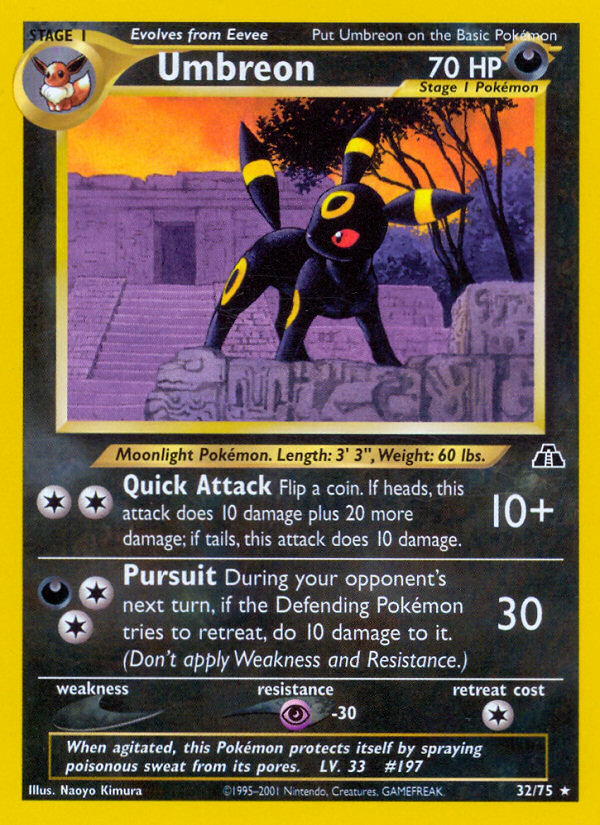 STAGE 1 Evolves from Eevee Put Umbreon on the Basic Pokémon
Umbreon 70 HP
Stage 1 Pokémon
Moonlight Pokémon. Length: 3' 3", Weight: 60 lbs.
Quick Attack Flip a coin. If heads, this
attack does 10 damage plus 20 more
damage; if tails, this attack does 10 damage.
10+
Pursuit During your opponent's
next turn, if the Defending Pokémon
tries to retreat, do 10 damage to it.
(Don't apply Weakness and Resistance.)
30
weakness resistance retreat cost
-30
When agitated, this Pokémon protects itself by spraying
poisonous sweat from its pores. LV. 33 #197
Illus. Naoyo Kimura ©1995-2001 Nintendo, Creatures, GAMEFREAK. 32/75 ★